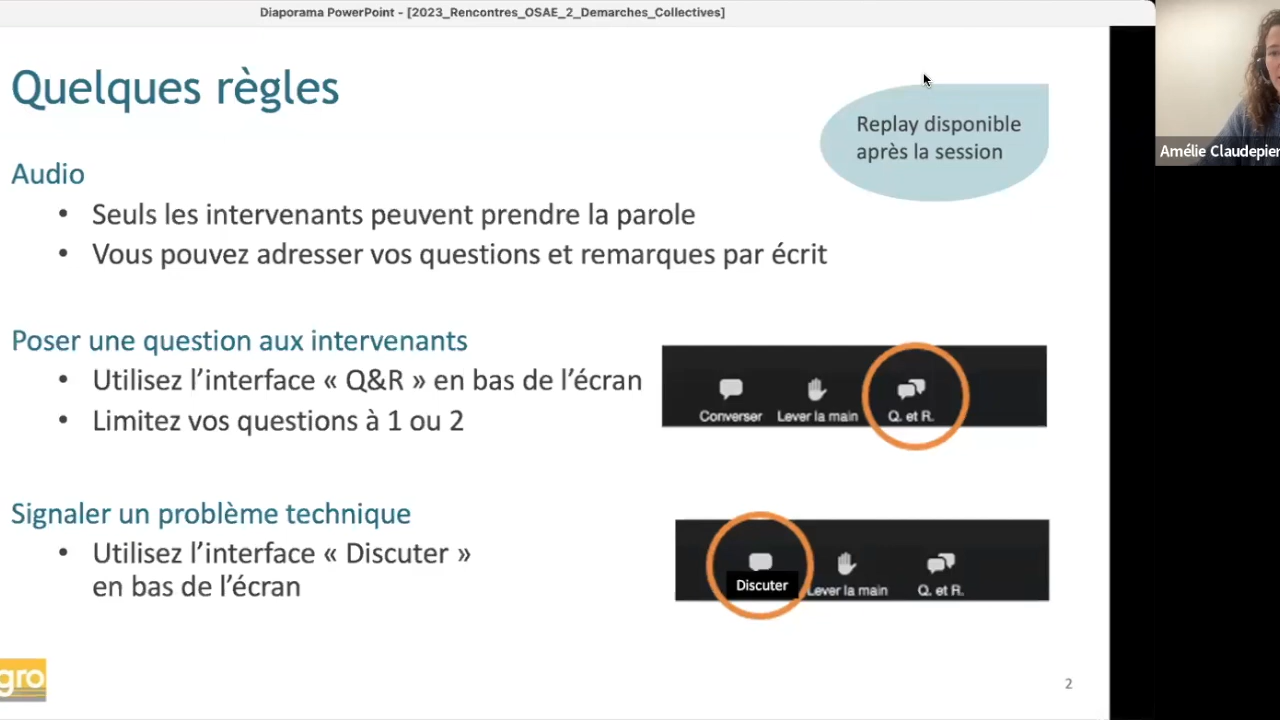 Diaporama PowerPoint - [2023_Rencontres_OSAE_2_Demarches_Collectives]
Quelques règles
Replay disponible
après la session
Amélie Claudepier
Audio
• Seuls les intervenants peuvent prendre la parole
• Vous pouvez adresser vos questions et remarques par écrit
Poser une question aux intervenants
• Utilisez l’interface « Q&R » en bas de l’écran
• Limitez vos questions à 1 ou 2
Converser Lever la main Q. et R.
Signaler un problème technique
• Utilisez l’interface « Discuter »
en bas de l’écran
Discuter Lever la main Q. et R.
gro
2